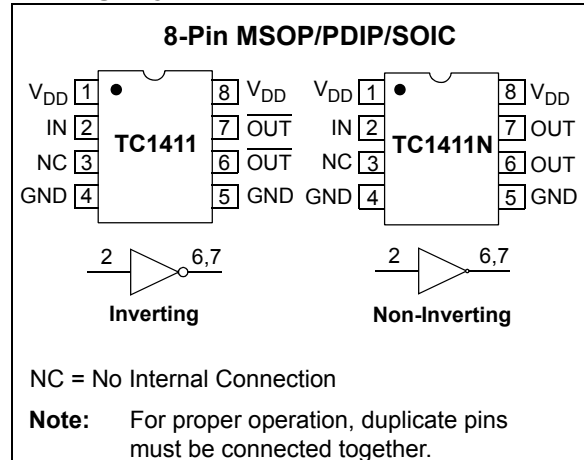 8-Pin MSOP/PDIP/SOIC
VDD 1 8 VDD
IN 2 7 OUT
NC 3 6 OUT
GND 4 5 GND
TC1411
VDD 1 8 VDD
IN 2 7 OUT
NC 3 6 OUT
GND 4 5 GND
TC1411N
2 6,7
Inverting
2 6,7
Non-Inverting
NC = No Internal Connection
Note: For proper operation, duplicate pins
must be connected together.